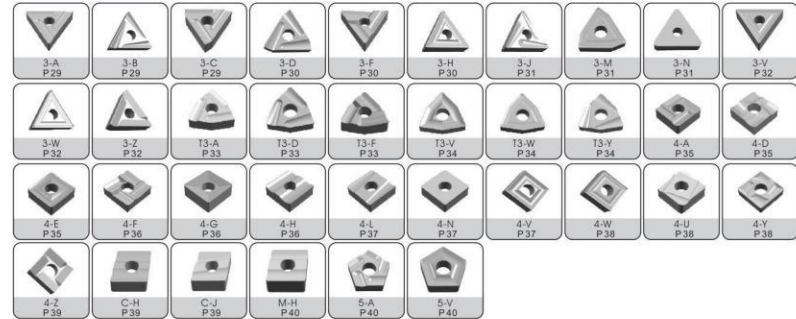 3-A 3-B 3-C 3-D 3-F 3-H 3-J 3-M 3-N 3-V
P29 P29 P29 P30 P30 P30 P31 P31 P31 P32
3-W 3-Z T3-A T3-D T3-F T3-V T3-W T3-Y 4-A 4-D
P32 P32 P33 P33 P33 P34 P34 P34 P35 P35
4-E 4-F 4-G 4-H 4-L 4-N 4-V 4-W 4-U 4-Y
P35 P36 P36 P36 P37 P37 P37 P38 P38 P38
4-Z C-H C-J M-H 5-A 5-V
P39 P39 P39 P40 P40 P40